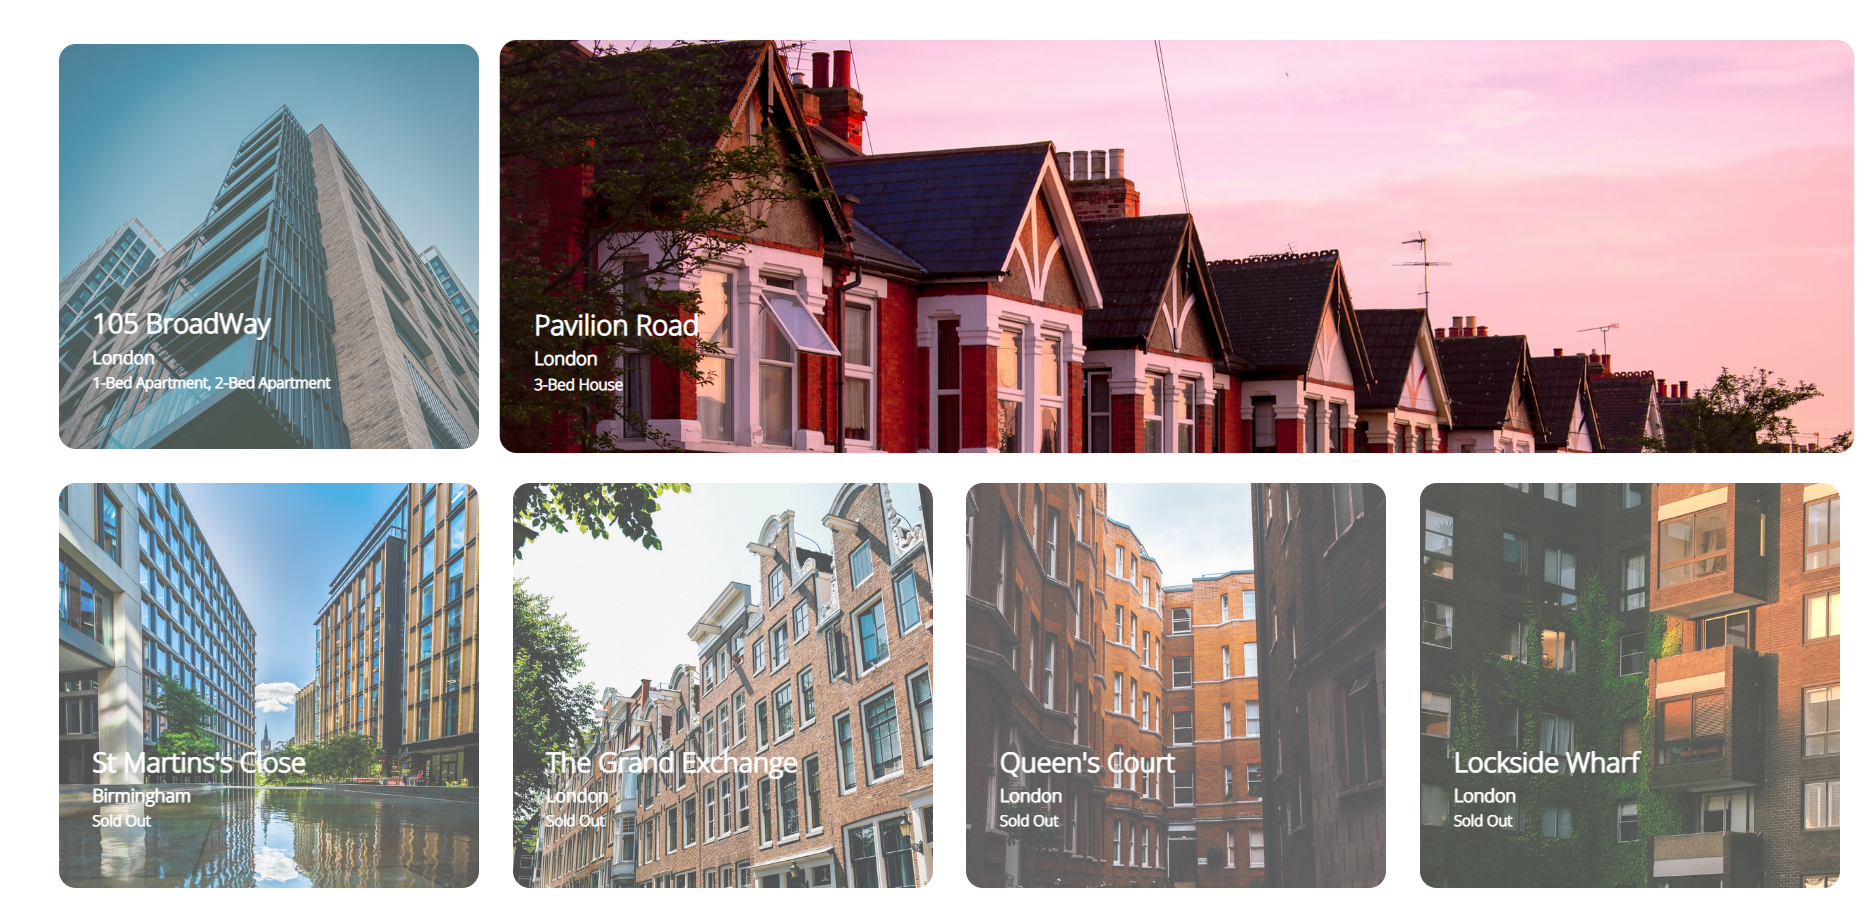 105 BroadWay
London
1-Bed Apartment, 2-Bed Apartment
Pavilion Road
London
3-Bed House
St Martins's Close
Birmingham
Sold Out
The Grand Exchange
London
Sold Out
Queen's Court
London
Sold Out
Lockside Wharf
London
Sold Out